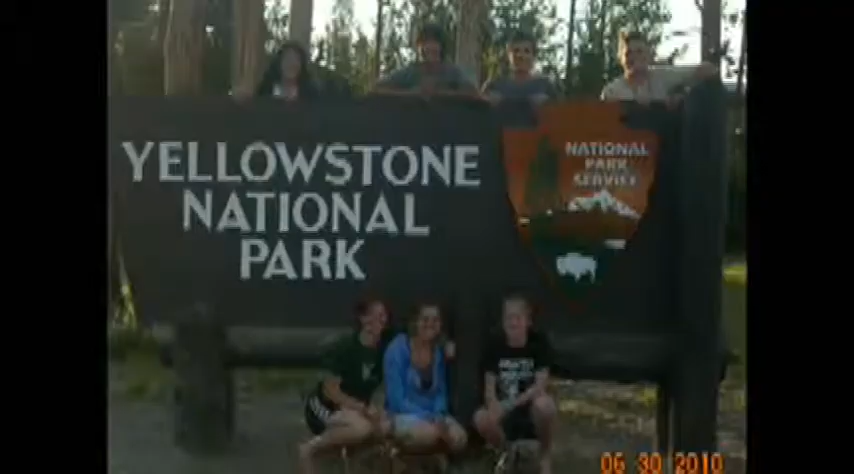 YELLOWSTONE
NATIONAL
PARK
NATIONAL
PARK
SERVICE
06 30 2010